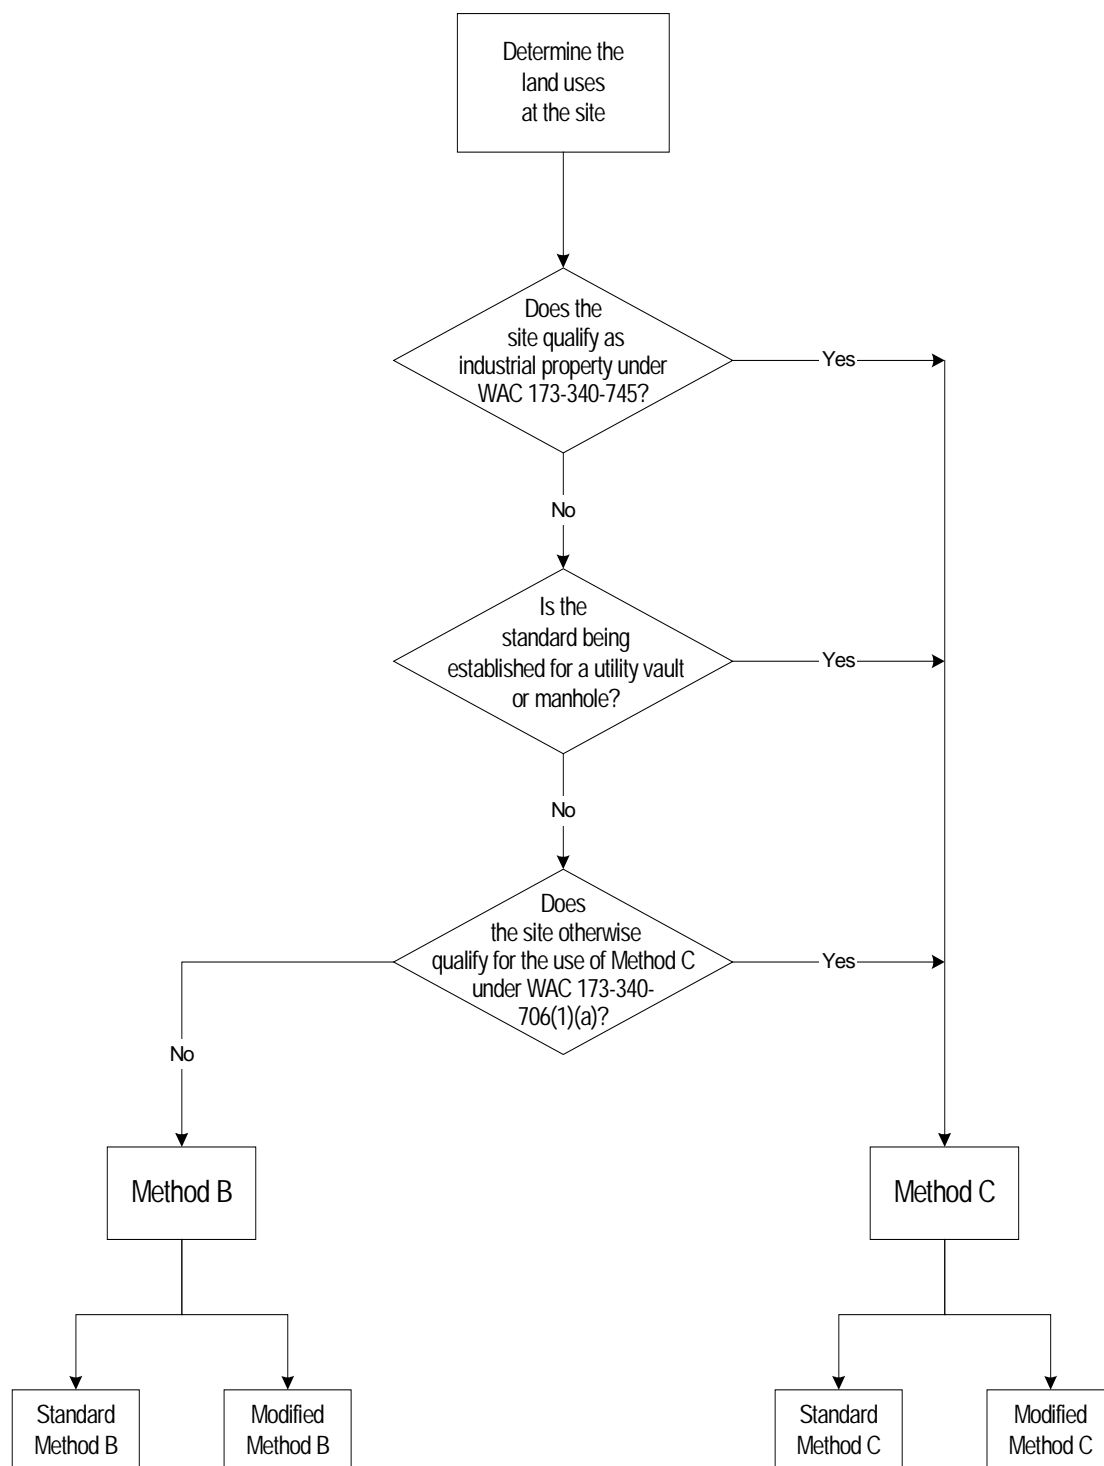 Determine the
land uses
at the site
Does the
site qualify as
industrial property under
WAC 173-340-745?
Yes
No
Is the
standard being
established for a utility vault
or manhole?
Yes
No
Does
the site otherwise
qualify for the use of Method C
under WAC 173-340-
706(1)(a)?
Yes
No
Method B
Method C
Standard
Method B
Modified
Method B
Standard
Method C
Modified
Method C